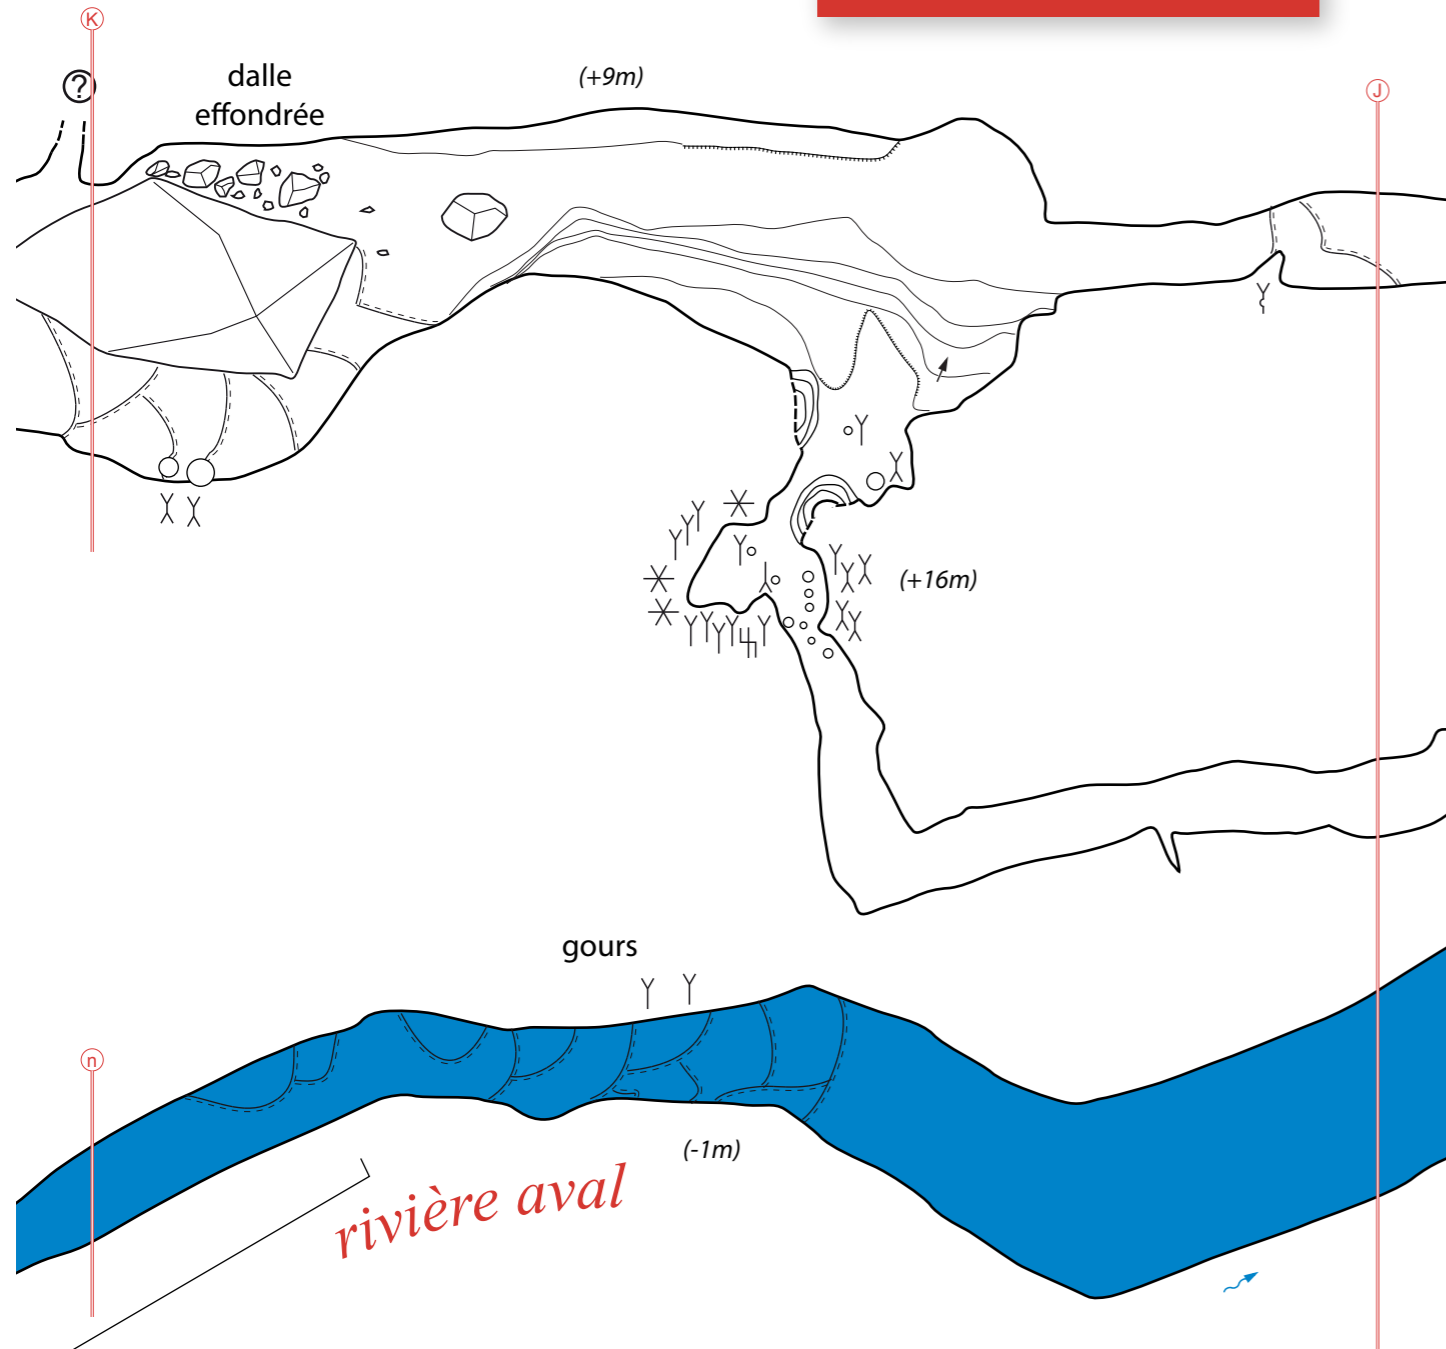 K
?
dalle
effondrée
(+9m)
J
(+16m)
gours
n
(-1m)
rivière aval